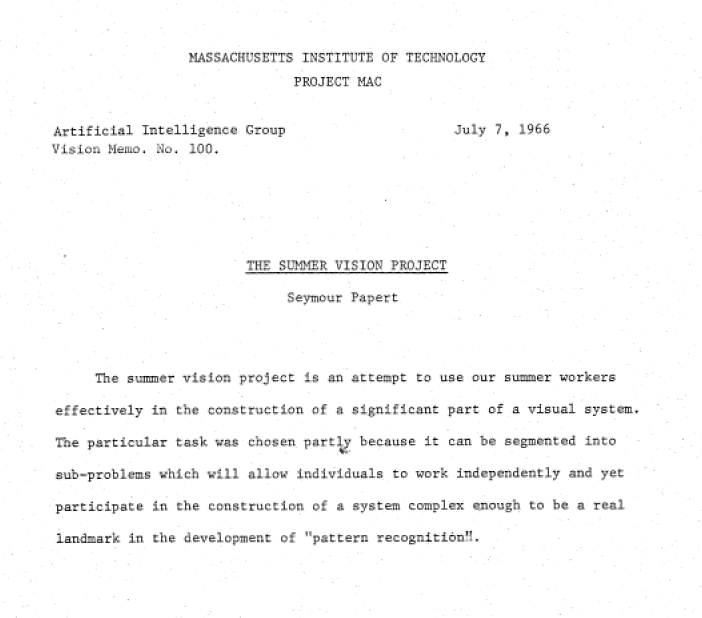 MASSACHUSETTS INSTITUTE OF TECHNOLOGY
PROJECT MAC
Artificial Intelligence Group July 7, 1966
Vision Memo. No. 100.
THE SUMMER VISION PROJECT
Seymour Papert
The summer vision project is an attempt to use our summer workers
effectively in the construction of a significant part of a visual system.
The particular task was chosen partly because it can be segmented into
sub-problems which will allow individuals to work independently and yet
participate in the construction of a system complex enough to be a real
landmark in the development of "pattern recognition".